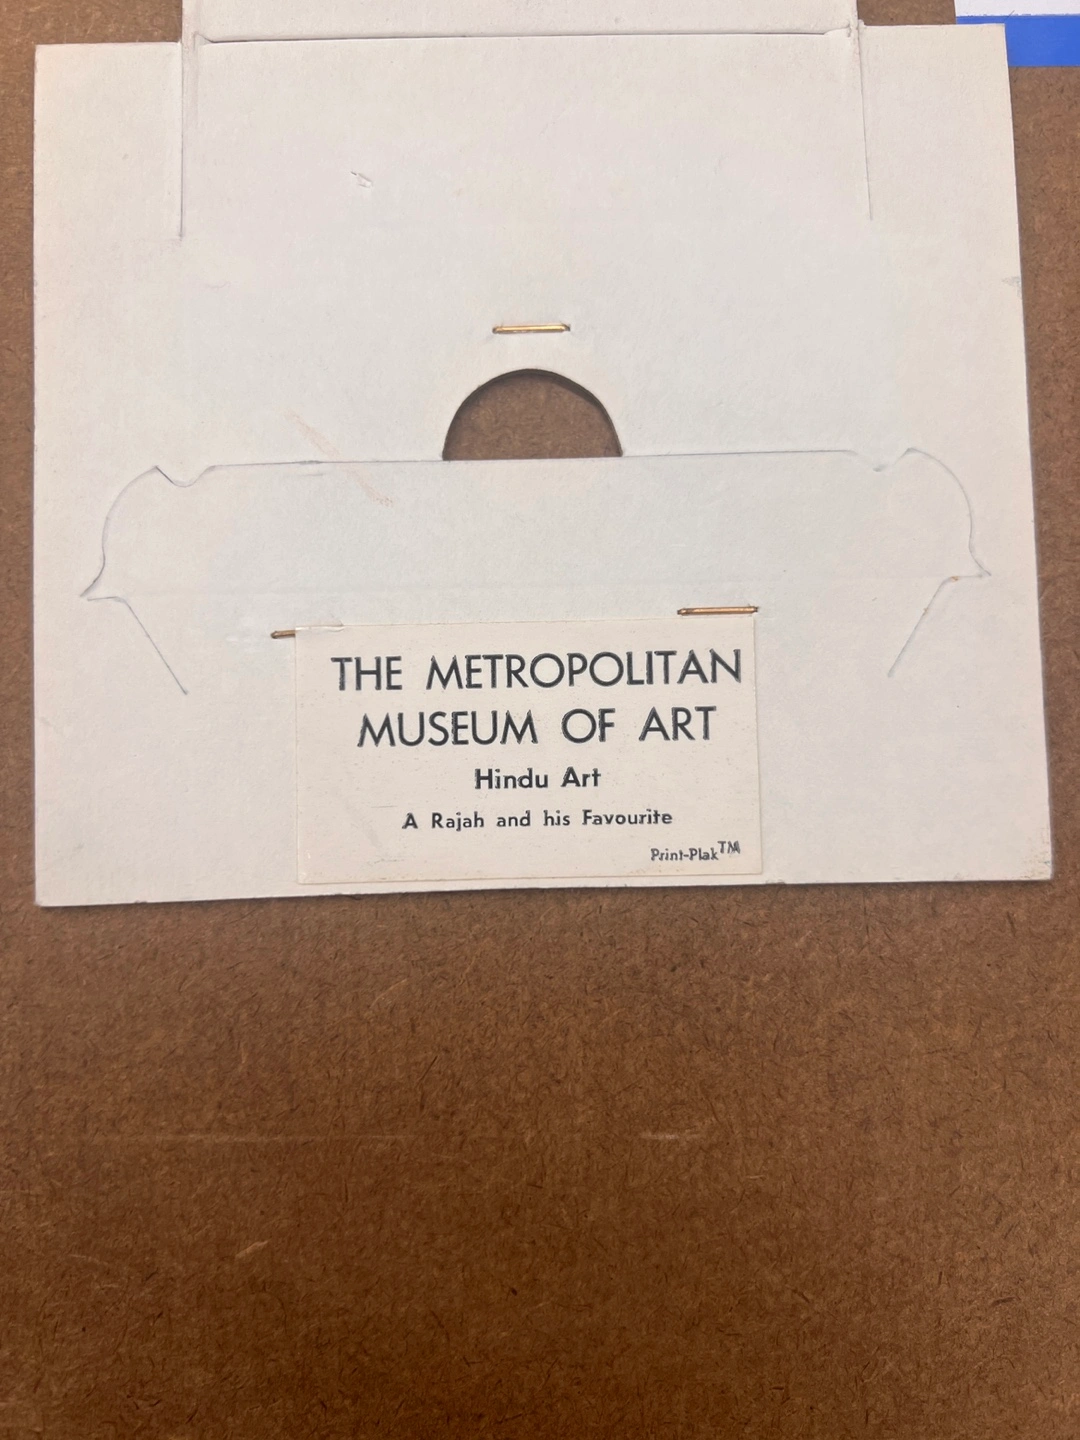 THE METROPOLITAN
MUSEUM OF ART
Hindu Art
A Rajah and his Favourite
Print-Plak™